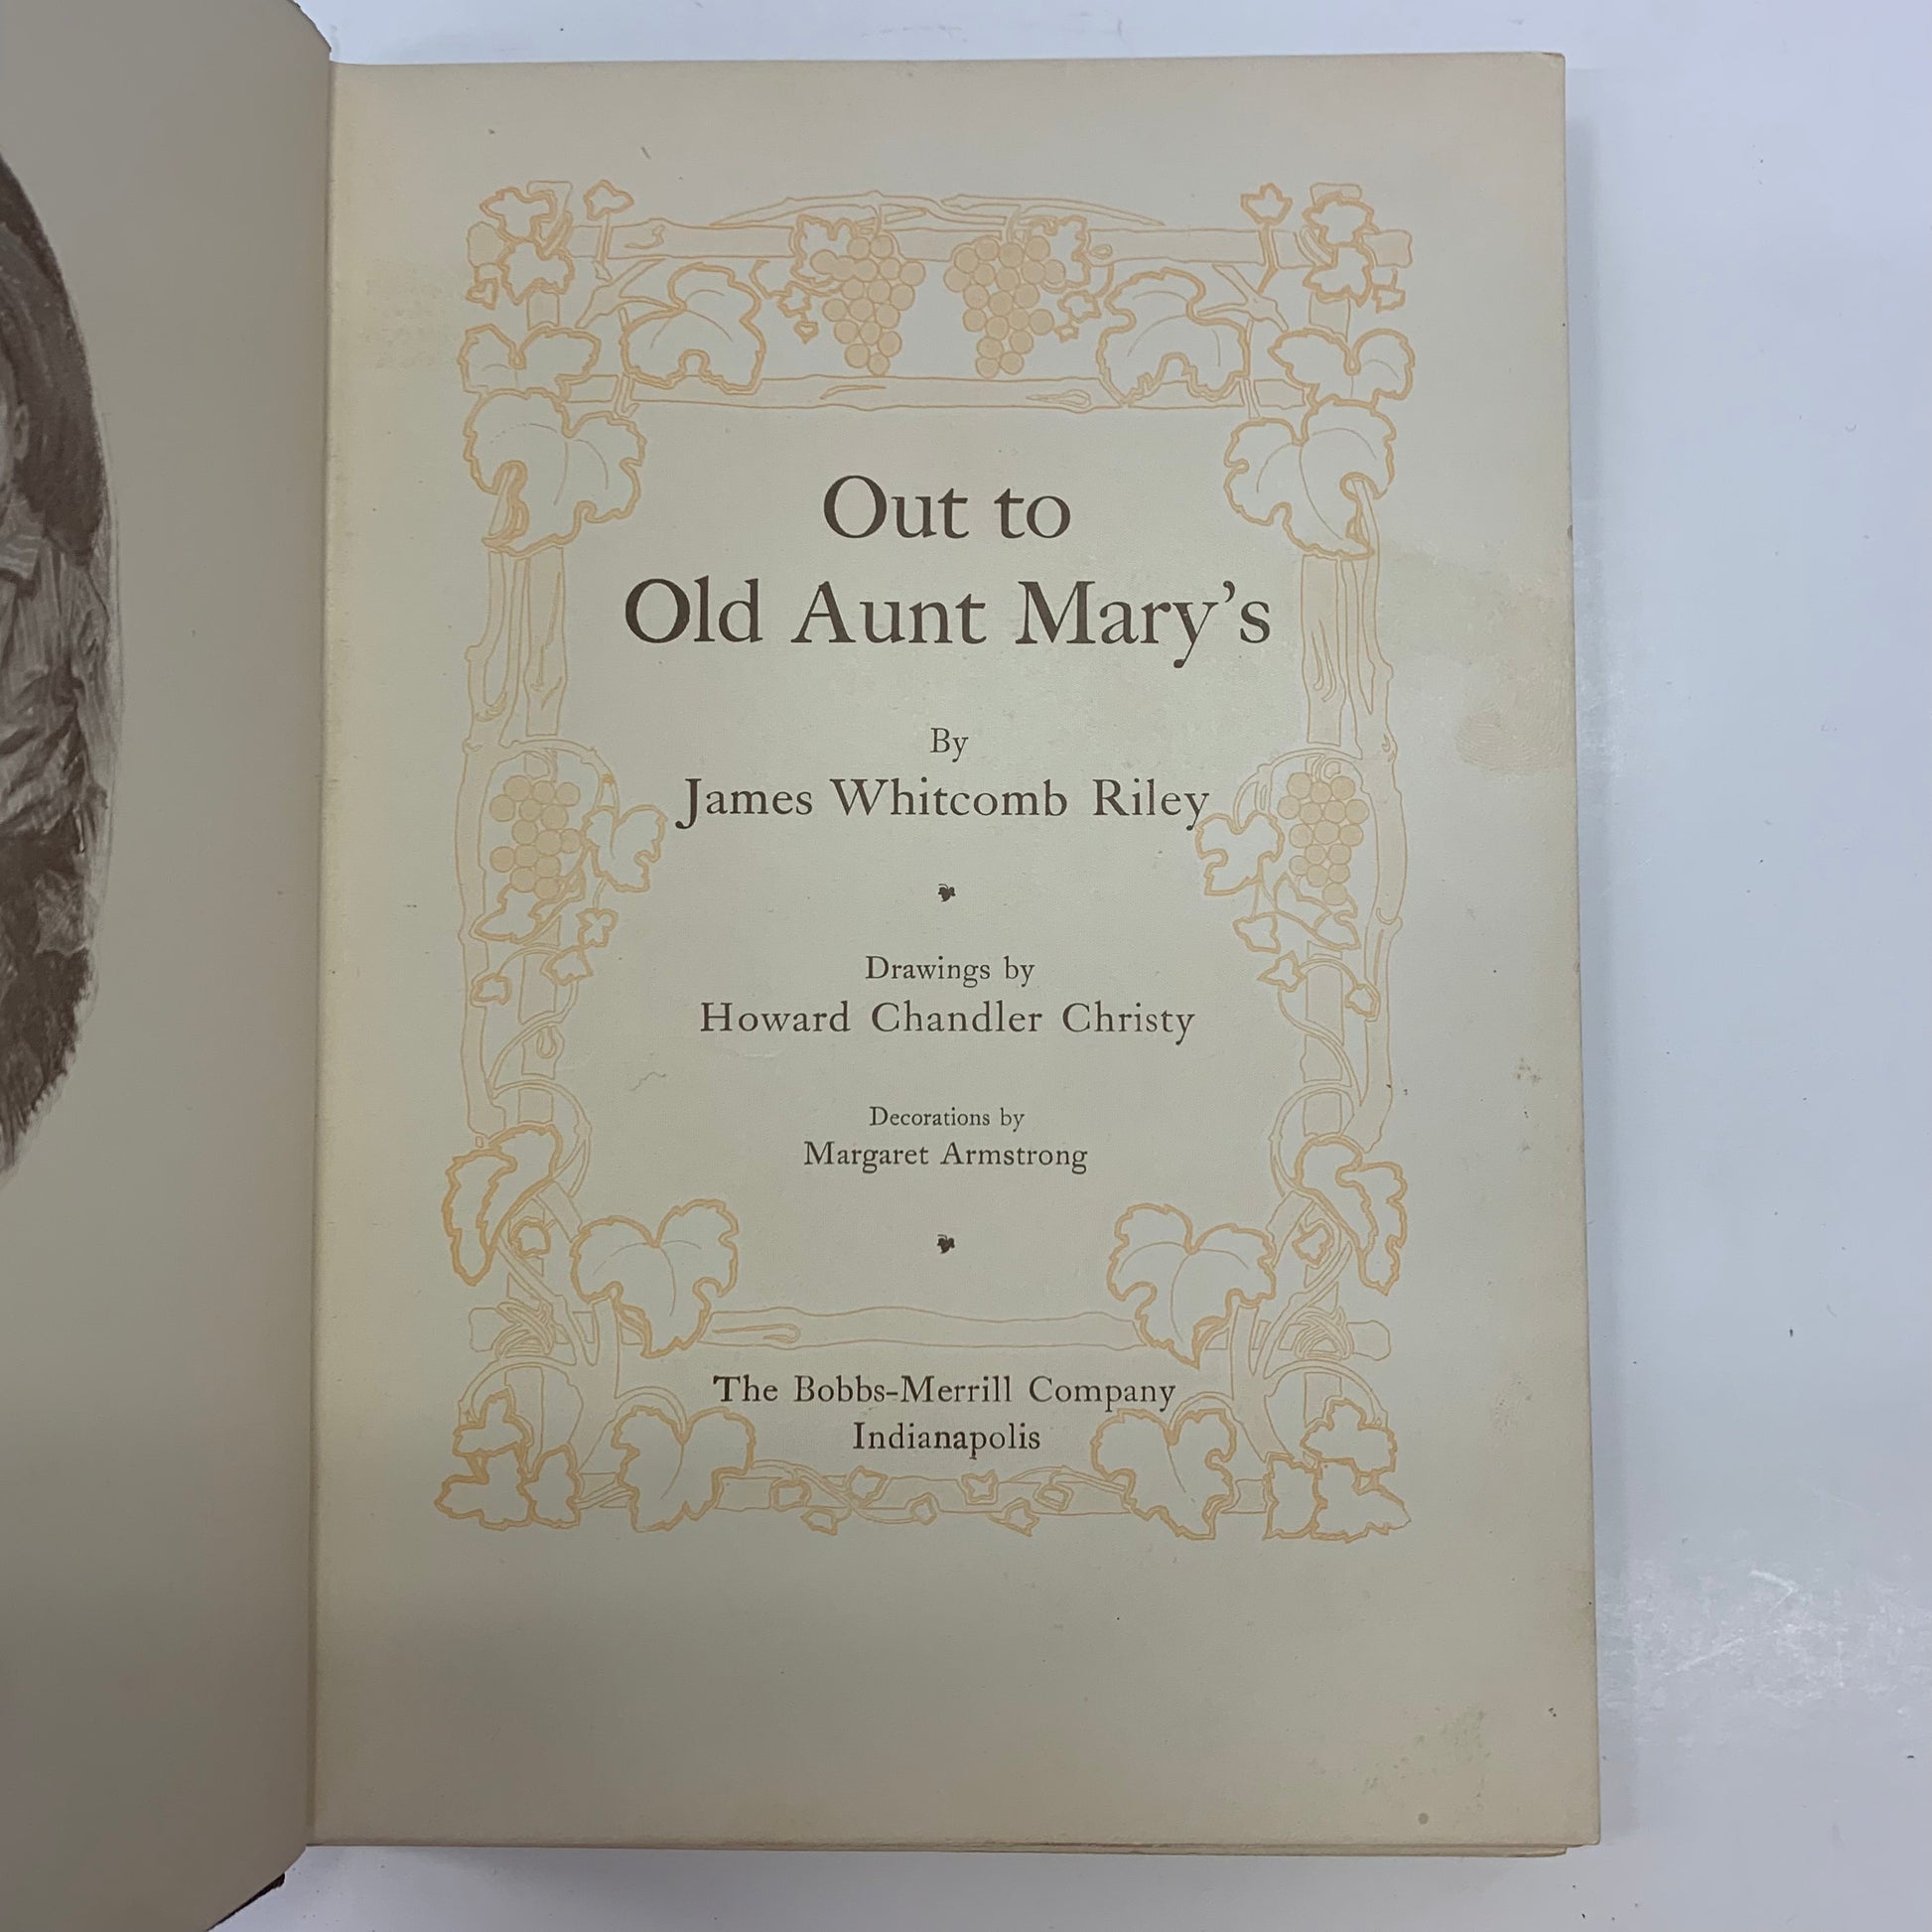 Out to
Old Aunt Mary's
By
James Whitcomb Riley
Drawings by
Howard Chandler Christy
Decorations by
Margaret Armstrong
The Bobbs-Merrill Company
Indianapolis